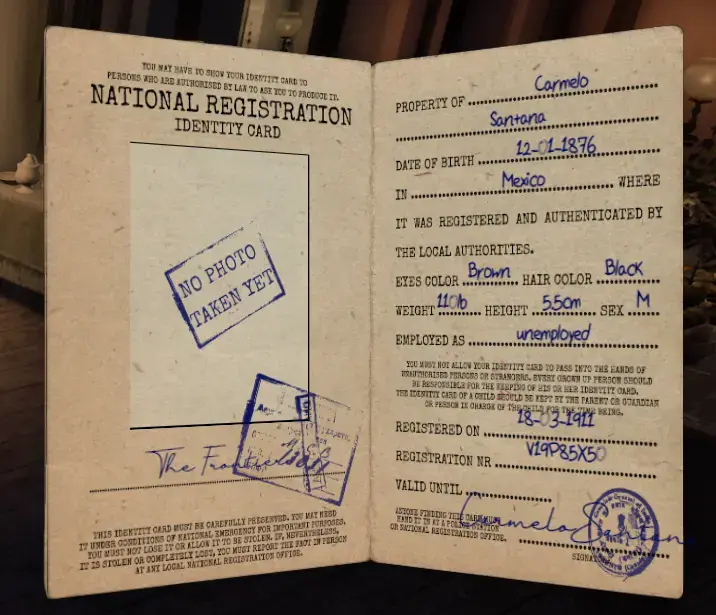 YOU MAY HAVE TO SHOW YOUR IDENTITY CARD TO
PERSONS WHO ARE AUTHORISED BY LAW TO ASK YOU TO PRODUCE IT.
NATIONAL REGISTRATION
IDENTITY CARD
NO PHOTO
TAKEN YET
The Frontier
THIS IDENTITY CARD MUST BE CAREFULLY PRESERVED. YOU MAY NEED
IT UNDER CONDITIONS OF NATIONAL EMERGENCY FOR IMPORTANT PURPOSES.
YOU MUST NOT LOSE IT OR ALLOW IT TO BE STOLEN. IF, NEVERTHELESS,
IT IS STOLEN OR COMPLETELY LOST, YOU MUST REPORT THE FACT IN PERSON
AT ANY LOCAL NATIONAL REGISTRATION OFFICE.
PROPERTY OF Carmelo
Santana
DATE OF BIRTH 12-01-1876
IN Mexico WHERE
IT WAS REGISTERED AND AUTHENTICATED BY
THE LOCAL AUTHORITIES.
EYES COLOR Brown HAIR COLOR Black
WEIGHT 110lb HEIGHT 5.5cm SEX M
EMPLOYED AS unemployed
YOU MUST NOT ALLOW YOUR IDENTITY CARD TO PASS INTO THE HANDS OF
UNAUTHORISED PERSONS OR STRANGERS. EVERY GROWN UP PERSON SHOULD
BE RESPONSIBLE FOR THE KEEPING OF HIS OR HER IDENTITY CARD.
THE IDENTITY CARD OF A CHILD SHOULD BE KEPT BY THE PARENT OR GUARDIAN
OR PERSON IN CHARGE OF THE CHILD FOR THE TIME BEING.
REGISTERED ON 18-03-1911
REGISTRATION NR V19P85X50
VALID UNTIL
ANYONE FINDING THIS CARD MUST
HAND IT IN AT A POLICE STATION
OR NATIONAL REGISTRATION OFFICE.
Carmelo Santana